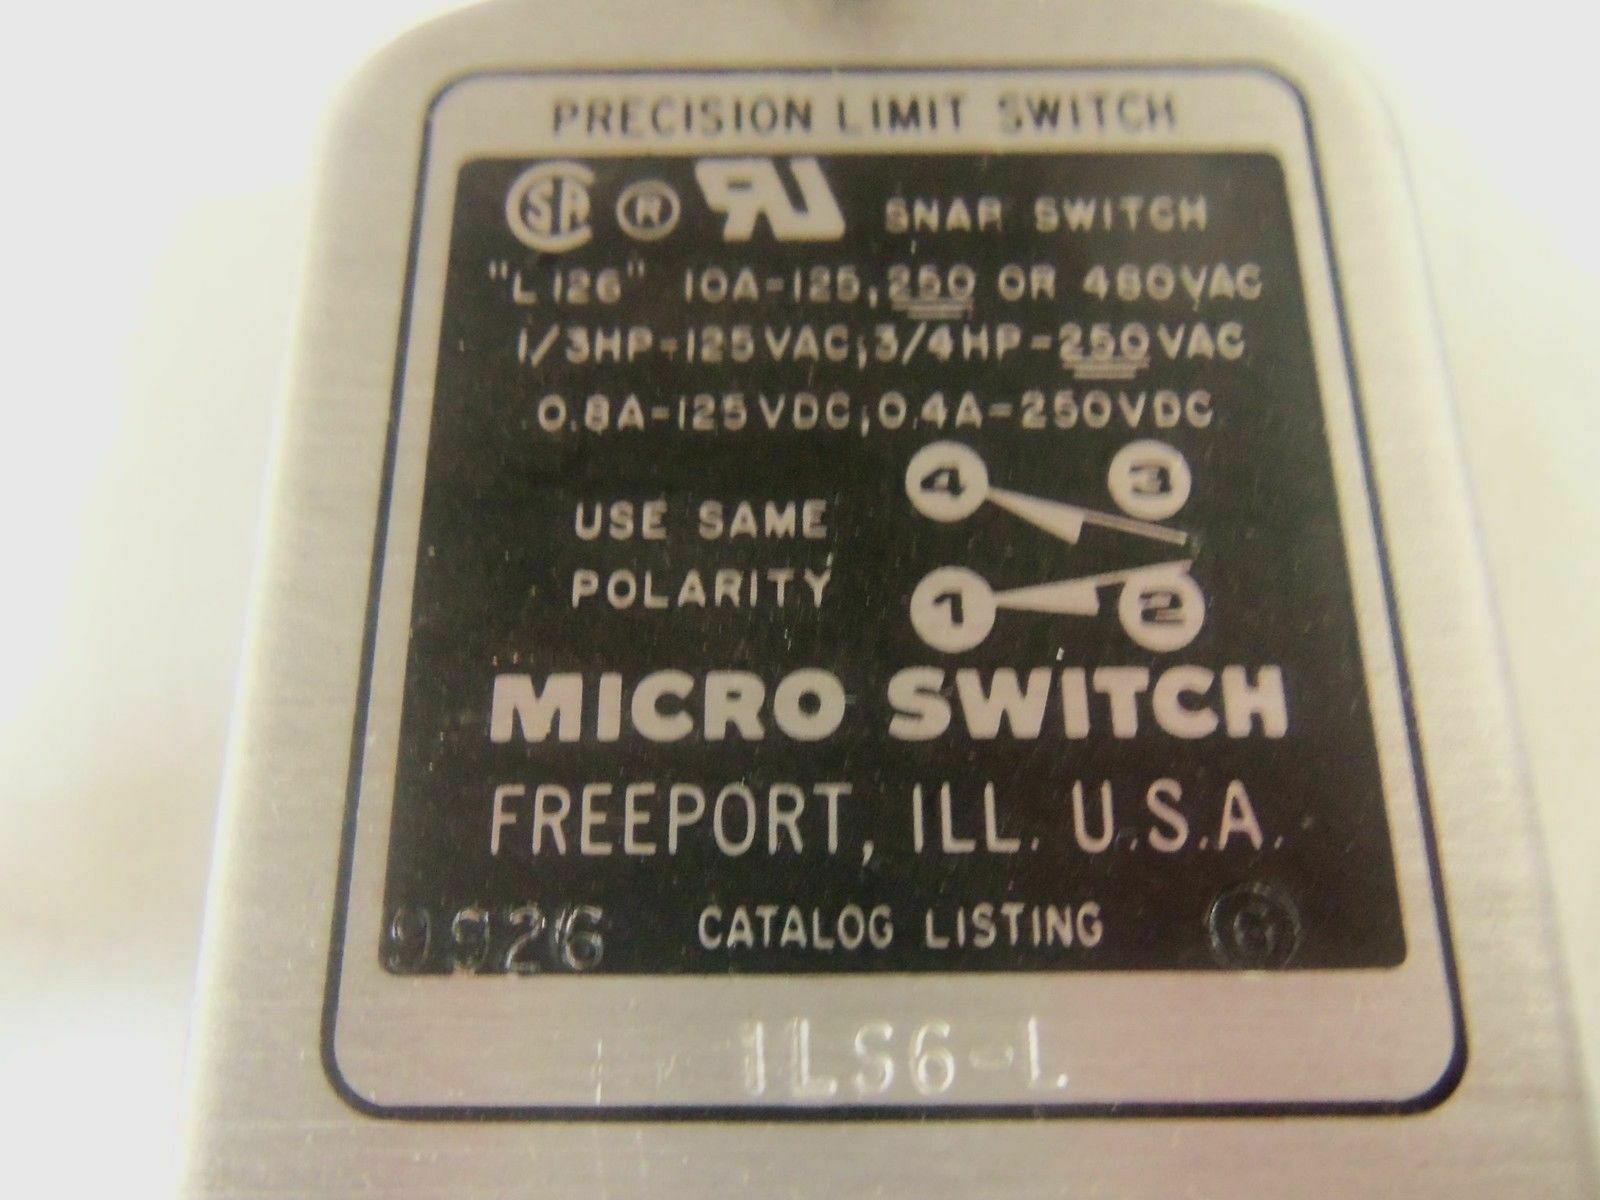 PRECISION LIMIT SWITCH
SA ® UR SNAP SWITCH
"L126" 10A-125, 250 OR 480VAC
1/3HP-125VAC;3/4HP-250VAC
0.8A-125VDC;0.4A-250VDC
4 3
USE SAME
POLARITY
1 2
MICRO SWITCH
FREEPORT, ILL. U.S.A.
9926 CATALOG LISTING
1LS6-L